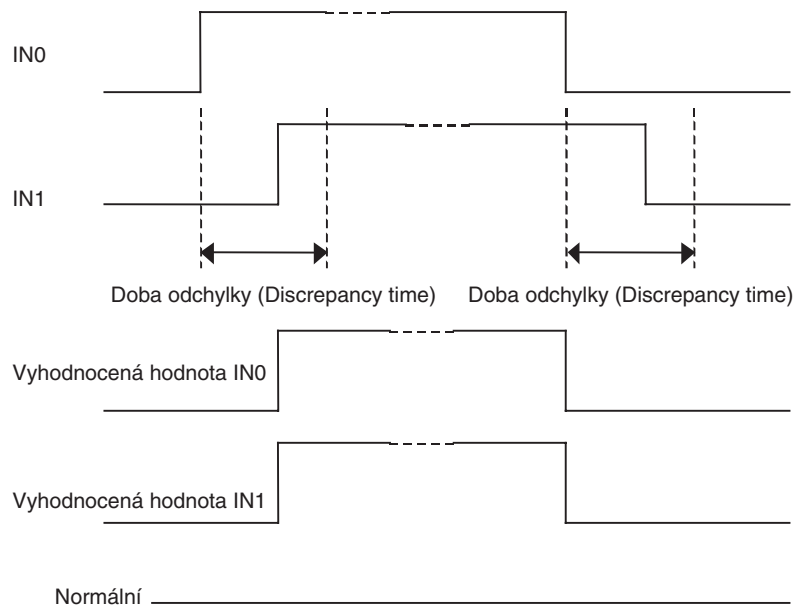 IN0
IN1
Doba odchylky (Discrepancy time) Doba odchylky (Discrepancy time)
Vyhodnocená hodnota IN0
Vyhodnocená hodnota IN1
Normální